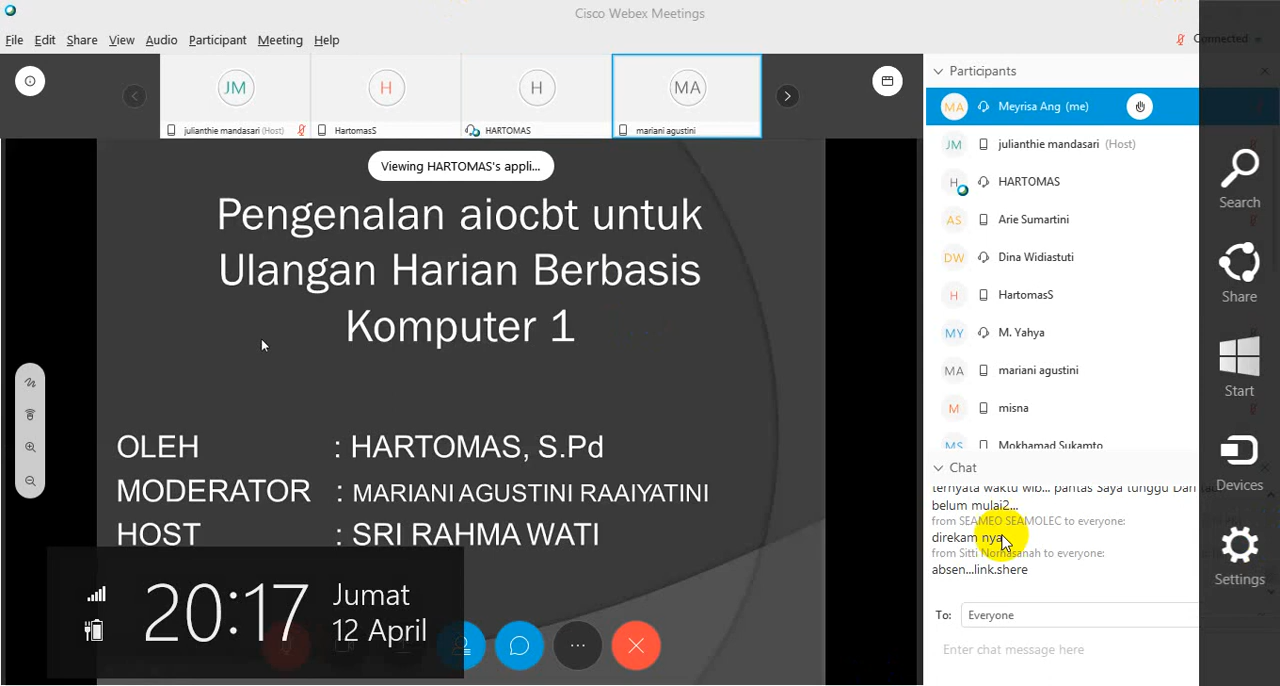 Cisco Webex Meetings
File Edit Share View Audio Participant Meeting Help
Connected
JM
H
H
MA
julianthie mandasari (Host)
HartomasS
HARTOMAS
mariani agustini
Viewing HARTOMAS's appli...
Pengenalan aiocbt untuk
Ulangan Harian Berbasis
Komputer 1
OLEH : HARTOMAS, S.Pd
MODERATOR : MARIANI AGUSTINI RAAIYATINI
HOST : SRI RAHMA WATI
20:17
Jumat
12 April
Participants
MA Meyrisa Ang (me)
JM julianthie mandasari (Host)
H HARTOMAS
AS Arie Sumartini
DW Dina Widiastuti
H HartomasS
MY M. Yahya
MA mariani agustini
M misna
MS Mokhamad Sukamto
Chat
ternyata waktu wib... pantas Saya tunggu Dari
belum mulai2...
from SEAMEO SEAMOLEC to everyone:
direkam nya
from Sitti Nornasanah to everyone:
absen...link.shere
To: Everyone
Enter chat message here
Search
Share
Start
Devices
Settings